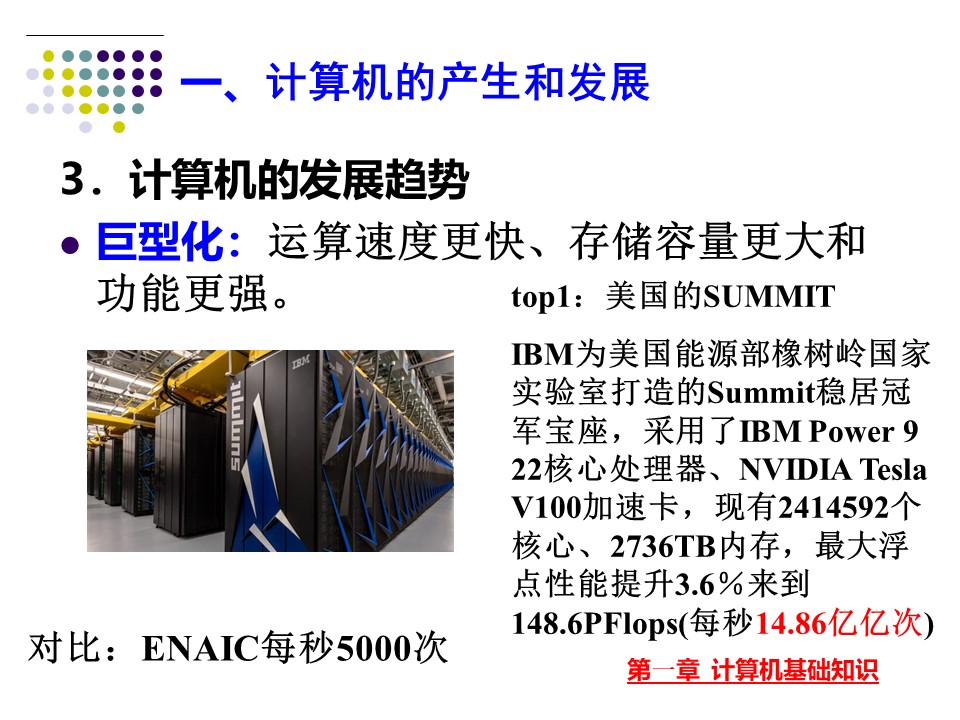 一、计算机的产生和发展
3．计算机的发展趋势
巨型化：运算速度更快、存储容量更大和
功能更强。
top1：美国的SUMMIT
IBM为美国能源部橡树岭国家
实验室打造的Summit稳居冠
军宝座，采用了IBM Power 9
22核心处理器、NVIDIA Tesla
V100加速卡，现有2414592个
核心、2736TB内存，最大浮
点性能提升3.6％来到
148.6PFlops(每秒14.86亿亿次)
IBM
summit
对比：ENAIC每秒5000次
第一章 计算机基础知识